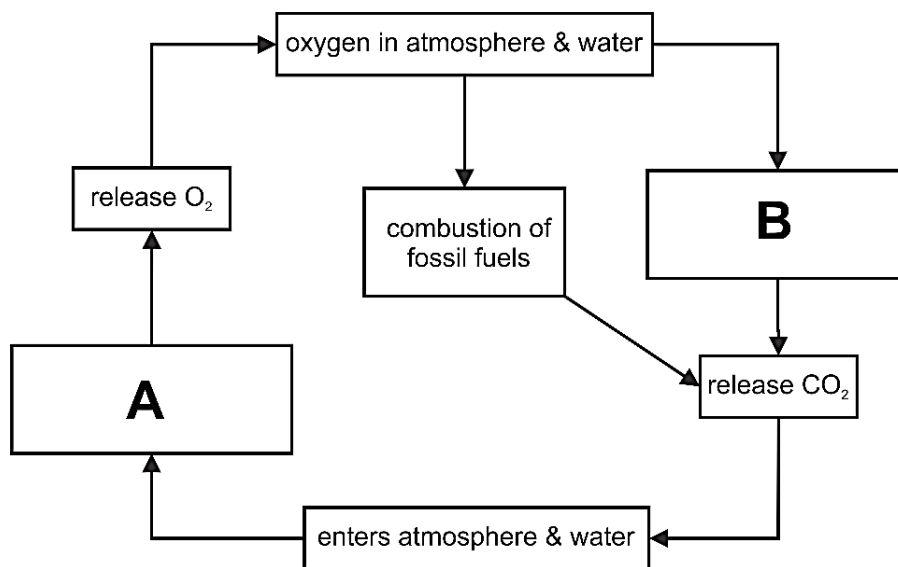 oxygen in atmosphere & water
release O₂
B
combustion of
fossil fuels
A
release CO₂
enters atmosphere & water